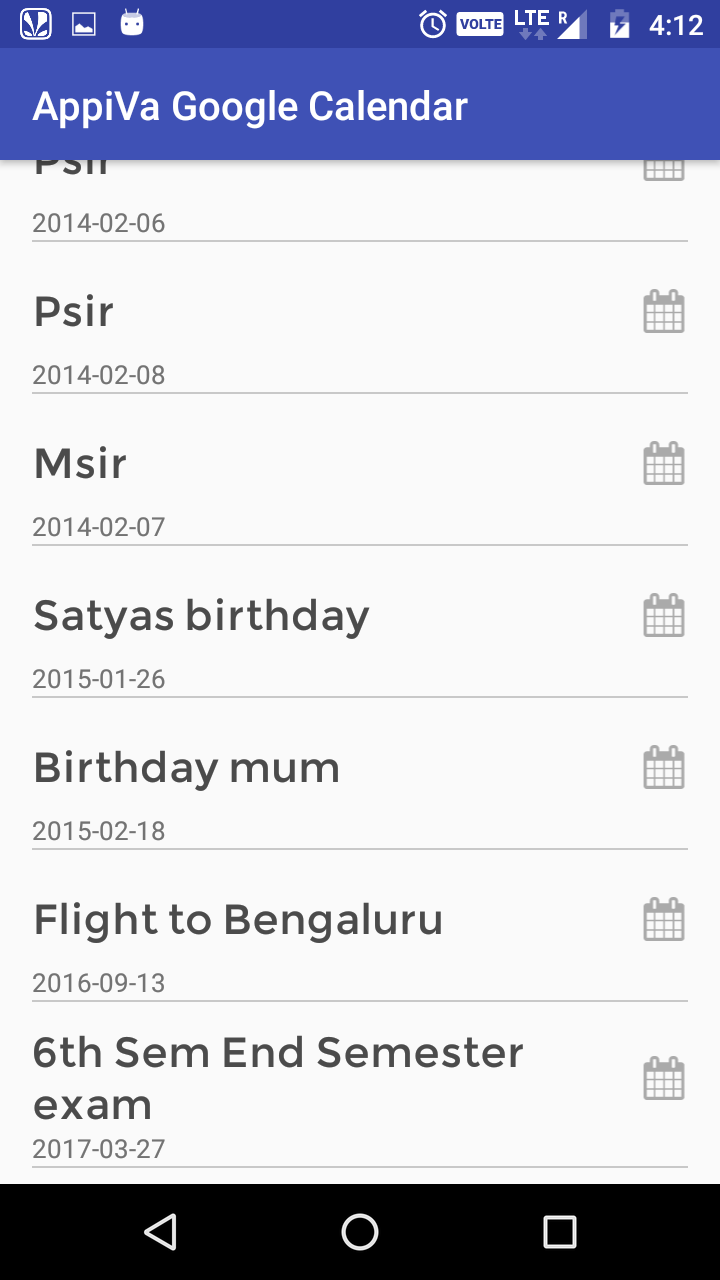 VOLTE LTE R 4:12
AppiVa Google Calendar
Psir
2014-02-06
Psir
2014-02-08
Msir
2014-02-07
Satyas birthday
2015-01-26
Birthday mum
2015-02-18
Flight to Bengaluru
2016-09-13
6th Sem End Semester
exam
2017-03-27